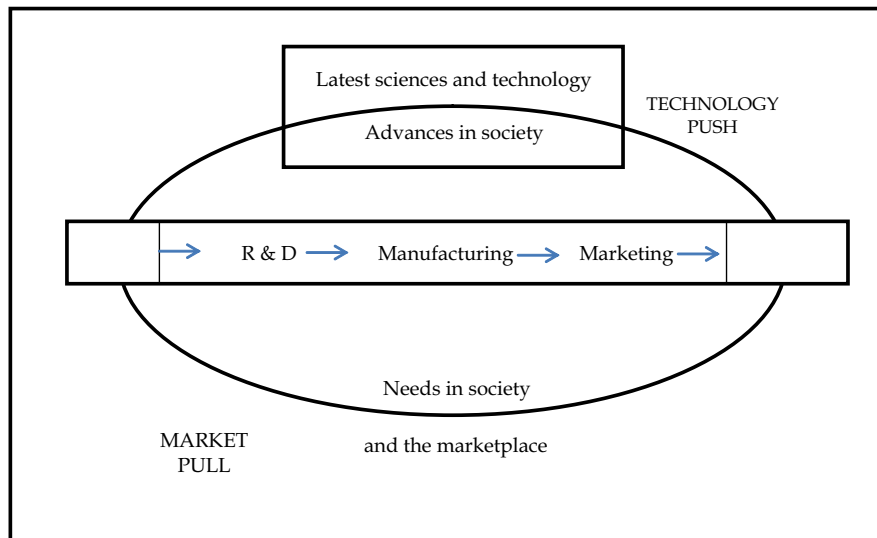 Latest sciences and technology
Advances in society
TECHNOLOGY
PUSH
R & D
Manufacturing
Marketing
Needs in society
and the marketplace
MARKET
PULL